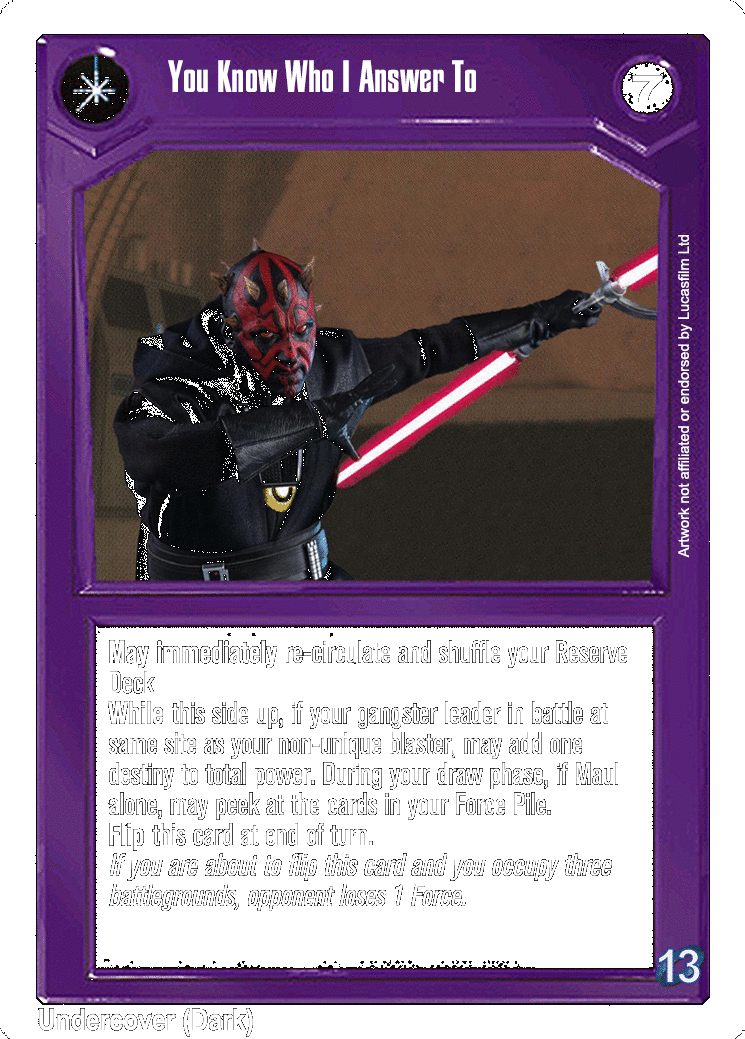 You Know Who I Answer To
7
Artwork not affiliated or endorsed by Lucasfilm Ltd
May immediately re-circulate and shuffle your Reserve
Deck
While this side up, if your gangster leader in battle at
same site as your non-unique blaster, may add one
destiny to total power. During your draw phase, if Maul
alone, may peek at the cards in your Force Pile.
Flip this card at end of turn.
If you are about to flip this card and you occupy three
battlegrounds, opponent loses 1 Force.
13
Undercover (Dark)